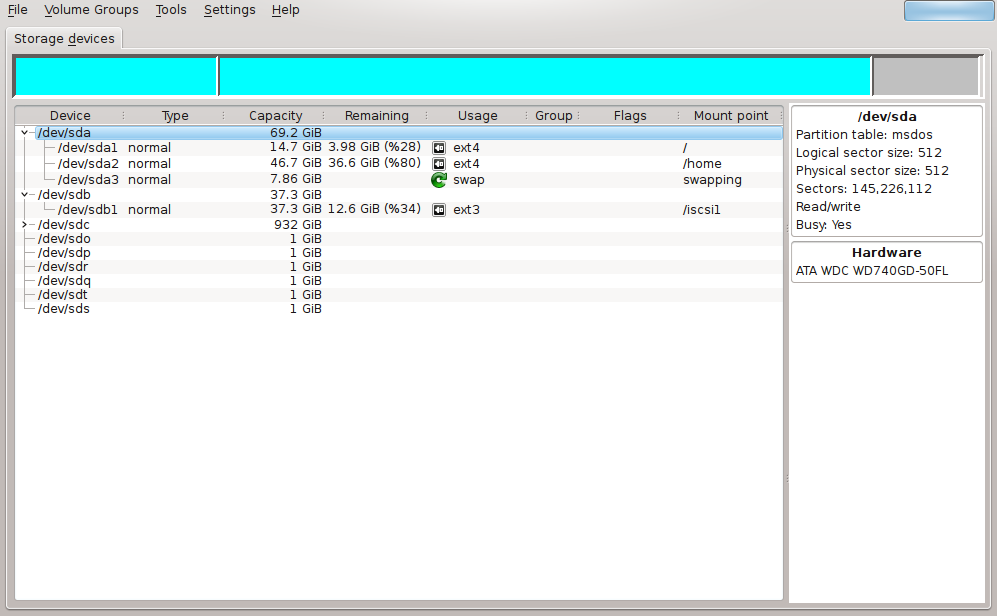 File Volume Groups Tools Settings Help
Storage devices
Device Type Capacity Remaining Usage Group Flags Mount point
/dev/sda 69.2 GiB
/dev/sda1 normal 14.7 GiB 3.98 GiB (%28) ext4 /
/dev/sda2 normal 46.7 GiB 36.6 GiB (%80) ext4 /home
/dev/sda3 normal 7.86 GiB swap swapping
/dev/sdb 37.3 GiB
/dev/sdb1 normal 37.3 GiB 12.6 GiB (%34) ext3 /iscsi1
/dev/sdc 932 GiB
/dev/sdo 1 GiB
/dev/sdp 1 GiB
/dev/sdr 1 GiB
/dev/sdq 1 GiB
/dev/sdt 1 GiB
/dev/sds 1 GiB
/dev/sda
Partition table: msdos
Logical sector size: 512
Physical sector size: 512
Sectors: 145,226,112
Read/write
Busy: Yes
Hardware
ATA WDC WD740GD-50FL